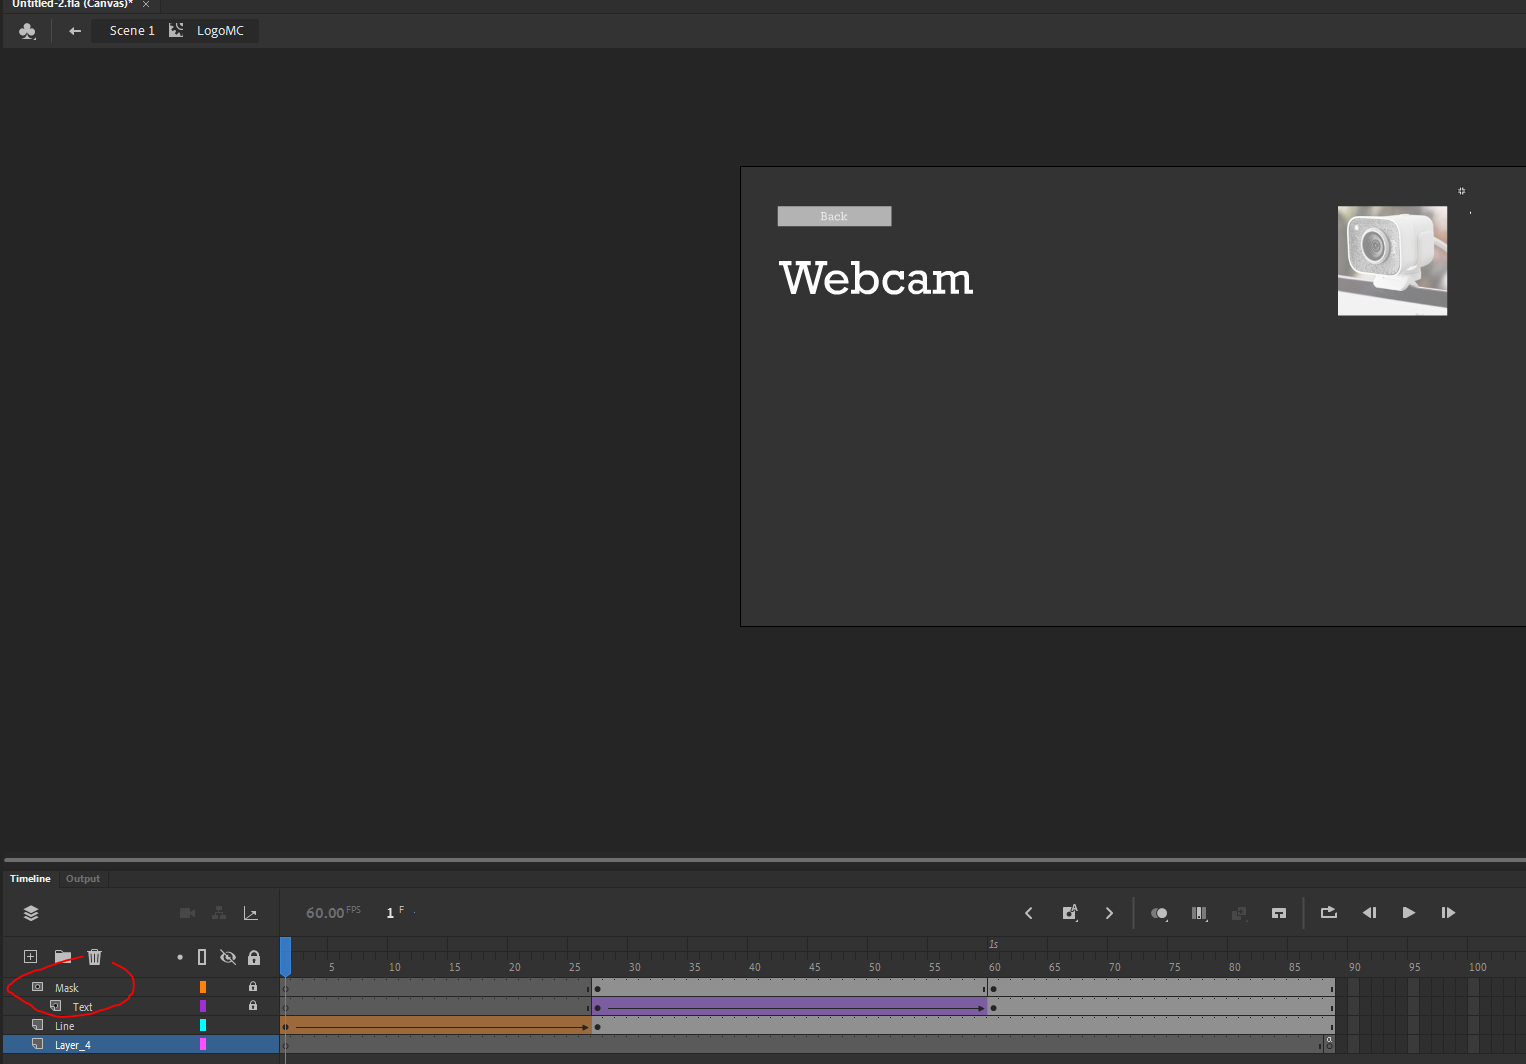 Untitled-2.fla (Canvas)* ×
Scene 1 LogoMC
Back
Webcam
Timeline Output
60.00 FPS 1 F
1s
5 10 15 20 25 30 35 40 45 50 55 60 65 70 75 80 85 90 95 100
Mask
Text
Line
Layer_4